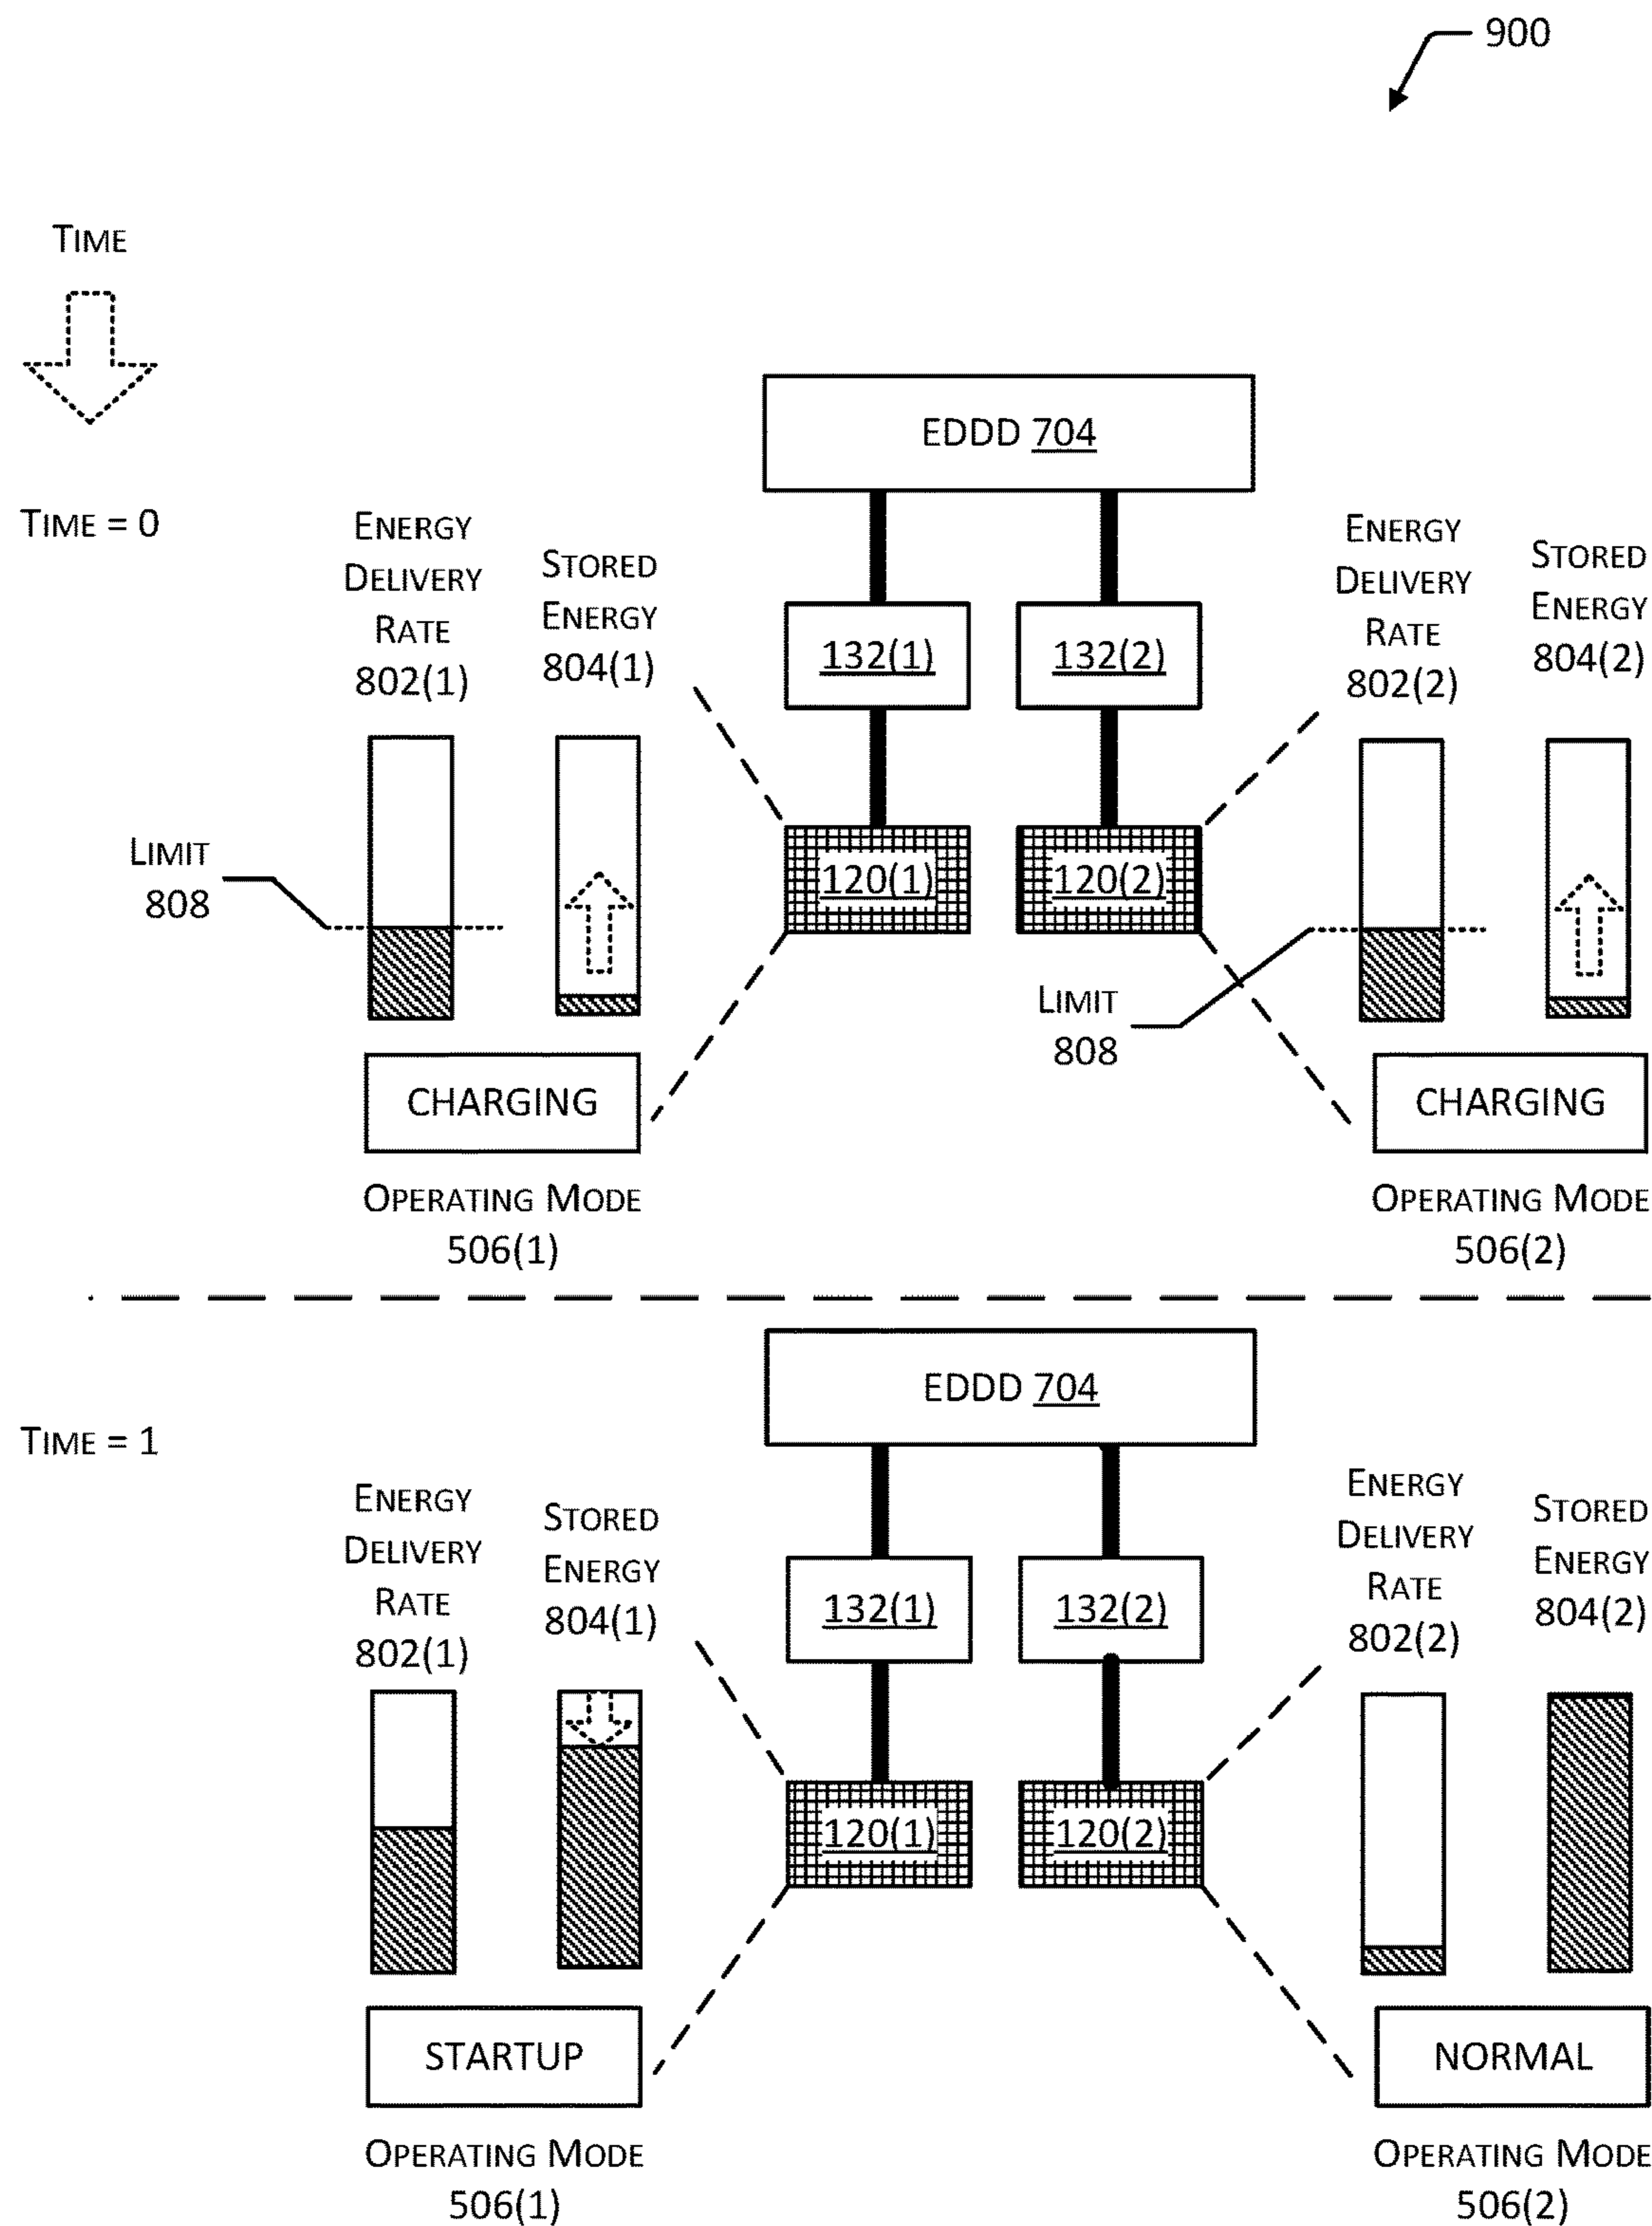 900
TIME
EDDD 704
TIME = 0
ENERGY
DELIVERY
RATE
802(1)
STORED
ENERGY
804(1)
132(1)
132(2)
ENERGY
DELIVERY
RATE
802(2)
STORED
ENERGY
804(2)
LIMIT
808
120(1)
120(2)
LIMIT
808
CHARGING
CHARGING
OPERATING MODE
506(1)
OPERATING MODE
506(2)
EDDD 704
TIME = 1
ENERGY
DELIVERY
RATE
802(1)
STORED
ENERGY
804(1)
132(1)
132(2)
ENERGY
DELIVERY
RATE
802(2)
STORED
ENERGY
804(2)
120(1)
120(2)
STARTUP
NORMAL
OPERATING MODE
506(1)
OPERATING MODE
506(2)